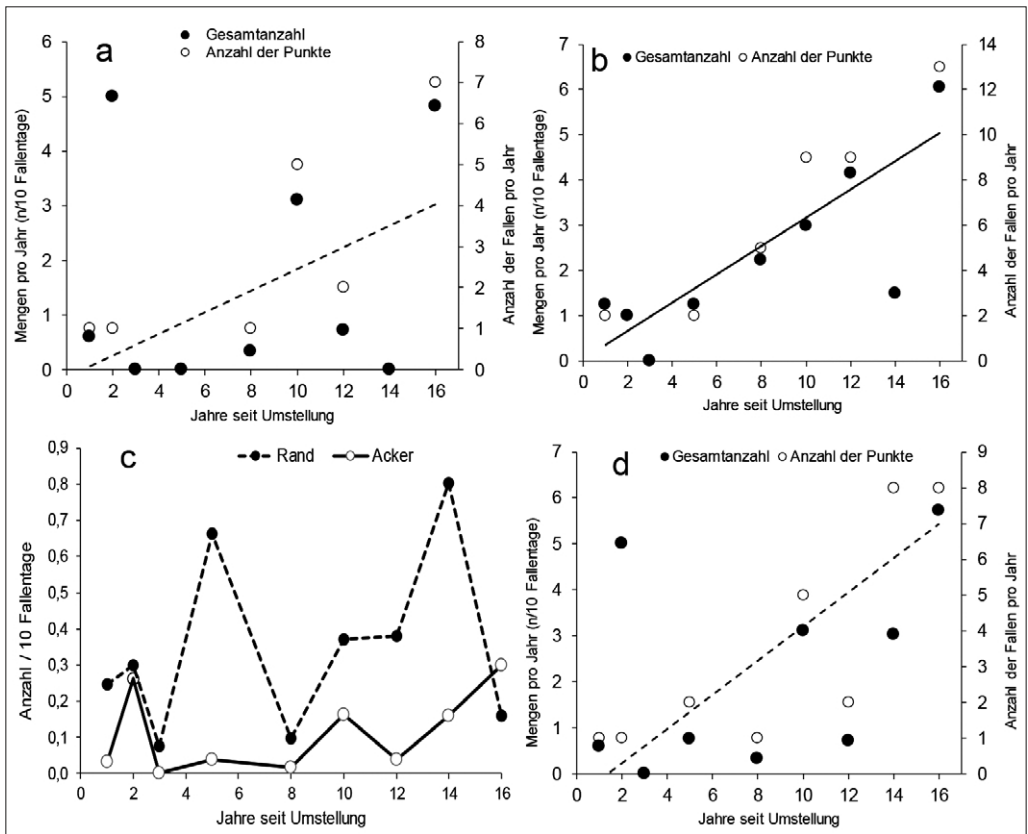 a
Gesamtanzahl
Anzahl der Punkte
Mengen pro Jahr (n/10 Fallentage)
6
5
4
3
2
1
0
8
7
6
5
4
3
2
1
0
Anzahl der Fallen pro Jahr
0 2 4 6 8 10 12 14 16
Jahre seit Umstellung
b
Gesamtanzahl Anzahl der Punkte
Mengen pro Jahr (n/10 Fallentage)
7
6
5
4
3
2
1
0
14
12
10
8
6
4
2
0
Anzahl der Fallen pro Jahr
0 2 4 6 8 10 12 14 16
Jahre seit Umstellung
c
Rand Acker
Anzahl / 10 Fallentage
0,9
0,8
0,7
0,6
0,5
0,4
0,3
0,2
0,1
0,0
0 2 4 6 8 10 12 14 16
Jahre seit Umstellung
d
Gesamtanzahl Anzahl der Punkte
Mengen pro Jahr (n/10 Fallentage)
7
6
5
4
3
2
1
0
9
8
7
6
5
4
3
2
1
0
Anzahl der Fallen pro Jahr
0 2 4 6 8 10 12 14 16
Jahre seit Umstellung